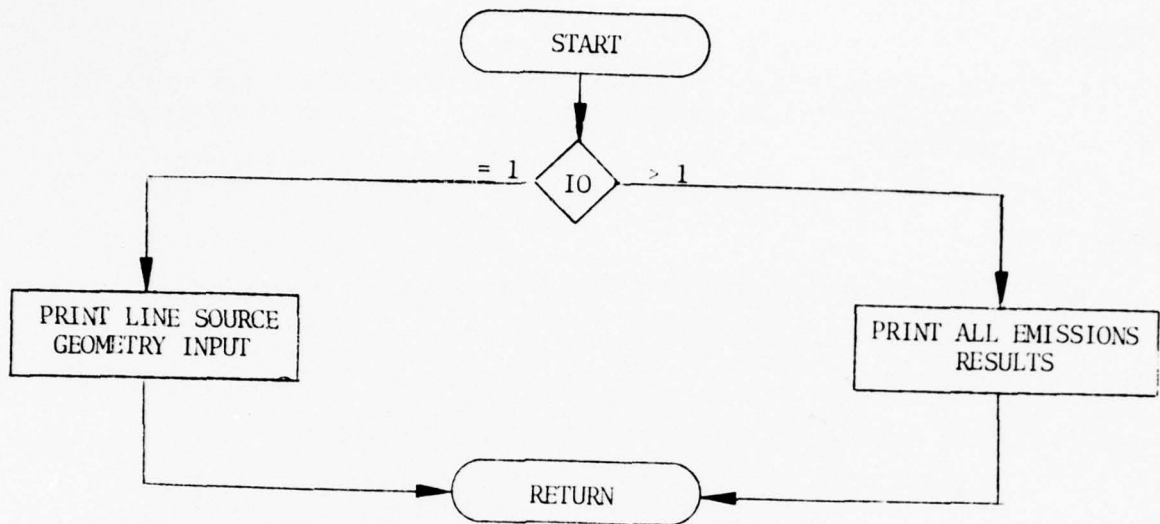 START
= 1
IO
> 1
PRINT LINE SOURCE
GEOMETRY INPUT
PRINT ALL EMISSIONS
RESULTS
RETURN